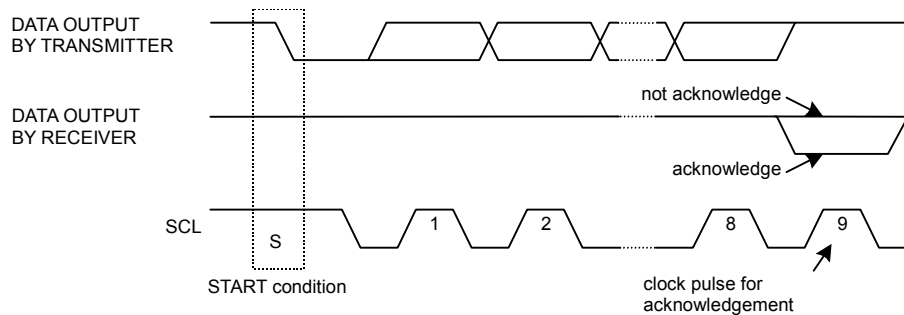 DATA OUTPUT
BY TRANSMITTER
not acknowledge
DATA OUTPUT
BY RECEIVER
acknowledge
SCL
S
1
2
8
9
START condition
clock pulse for
acknowledgement